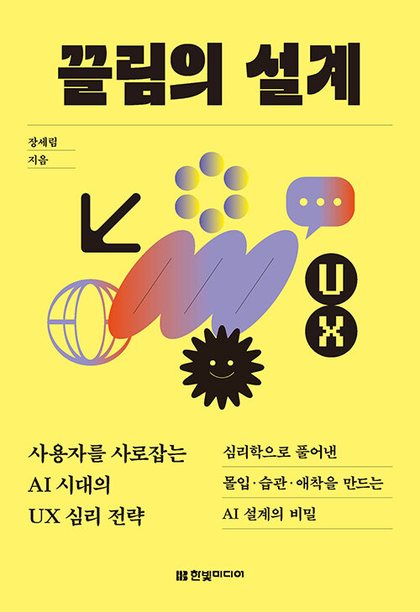 끌림의 설계
장세림
지음
UX
사용자를 사로잡는
AI 시대의
UX 심리 전략
심리학으로 풀어낸
몰입·습관·애착을 만드는
AI 설계의 비밀
한빛미디어